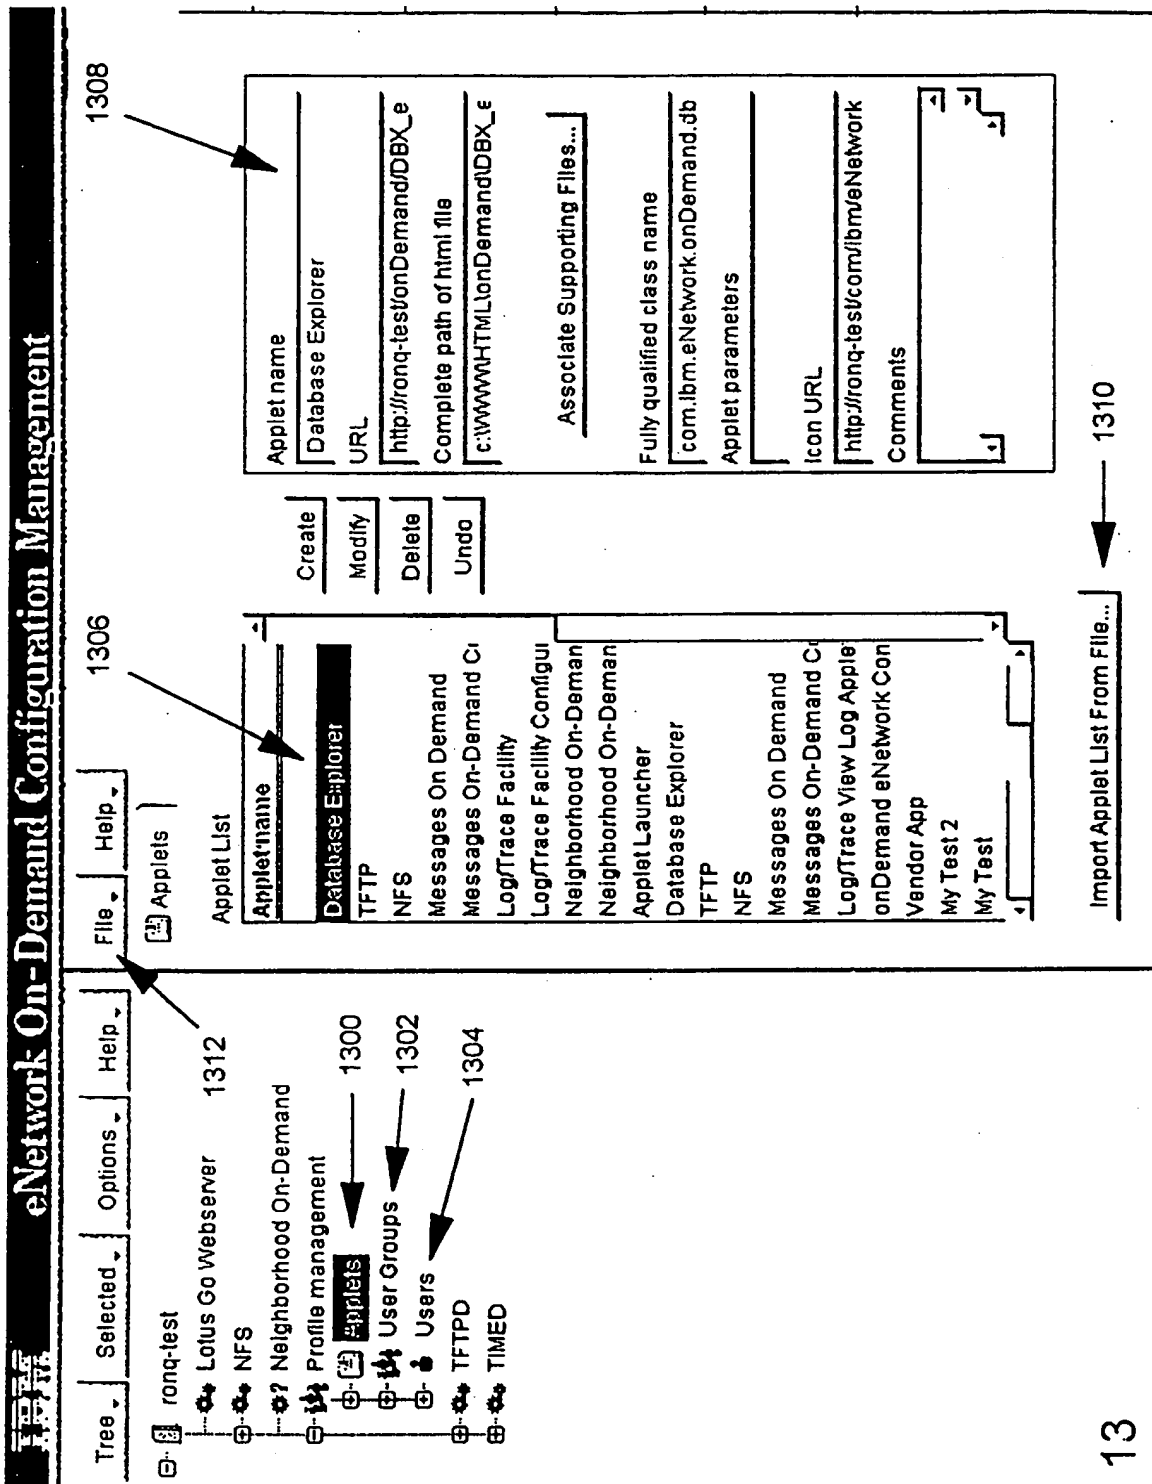 IBM
eNetwork On-Demand Configuration Management
Tree Selected Options Help
File Help
ronq-test
Lotus Go Webserver
NFS
Neighborhood On-Demand
Profile management
Applets
User Groups
Users
TFTPD
TIMED
1312
1300
1302
1304
Applets
Applet List
Applet name
Database Explorer
TFTP
NFS
Messages On Demand
Messages On-Demand Co
Log/Trace Facility
Log/Trace Facility Configui
Neighborhood On-Deman
Neighborhood On-Deman
Applet Launcher
Database Explorer
TFTP
NFS
Messages On Demand
Messages On-Demand Co
Log/Trace View Log Apple
onDemand eNetwork Con
Vendor App
My Test 2
My Test
Import Applet List From File...
1306
1310
Create
Modify
Delete
Undo
1308
Applet name
Database Explorer
URL
http://ronq-test/onDemand/DBX_e
Complete path of html file
c:\WWW\HTML\onDemand\DBX_e
Associate Supporting Files...
Fully qualified class name
com.ibm.eNetwork.onDemand.db
Applet parameters
Icon URL
http://ronq-test/com/ibm/eNetwork
Comments
13